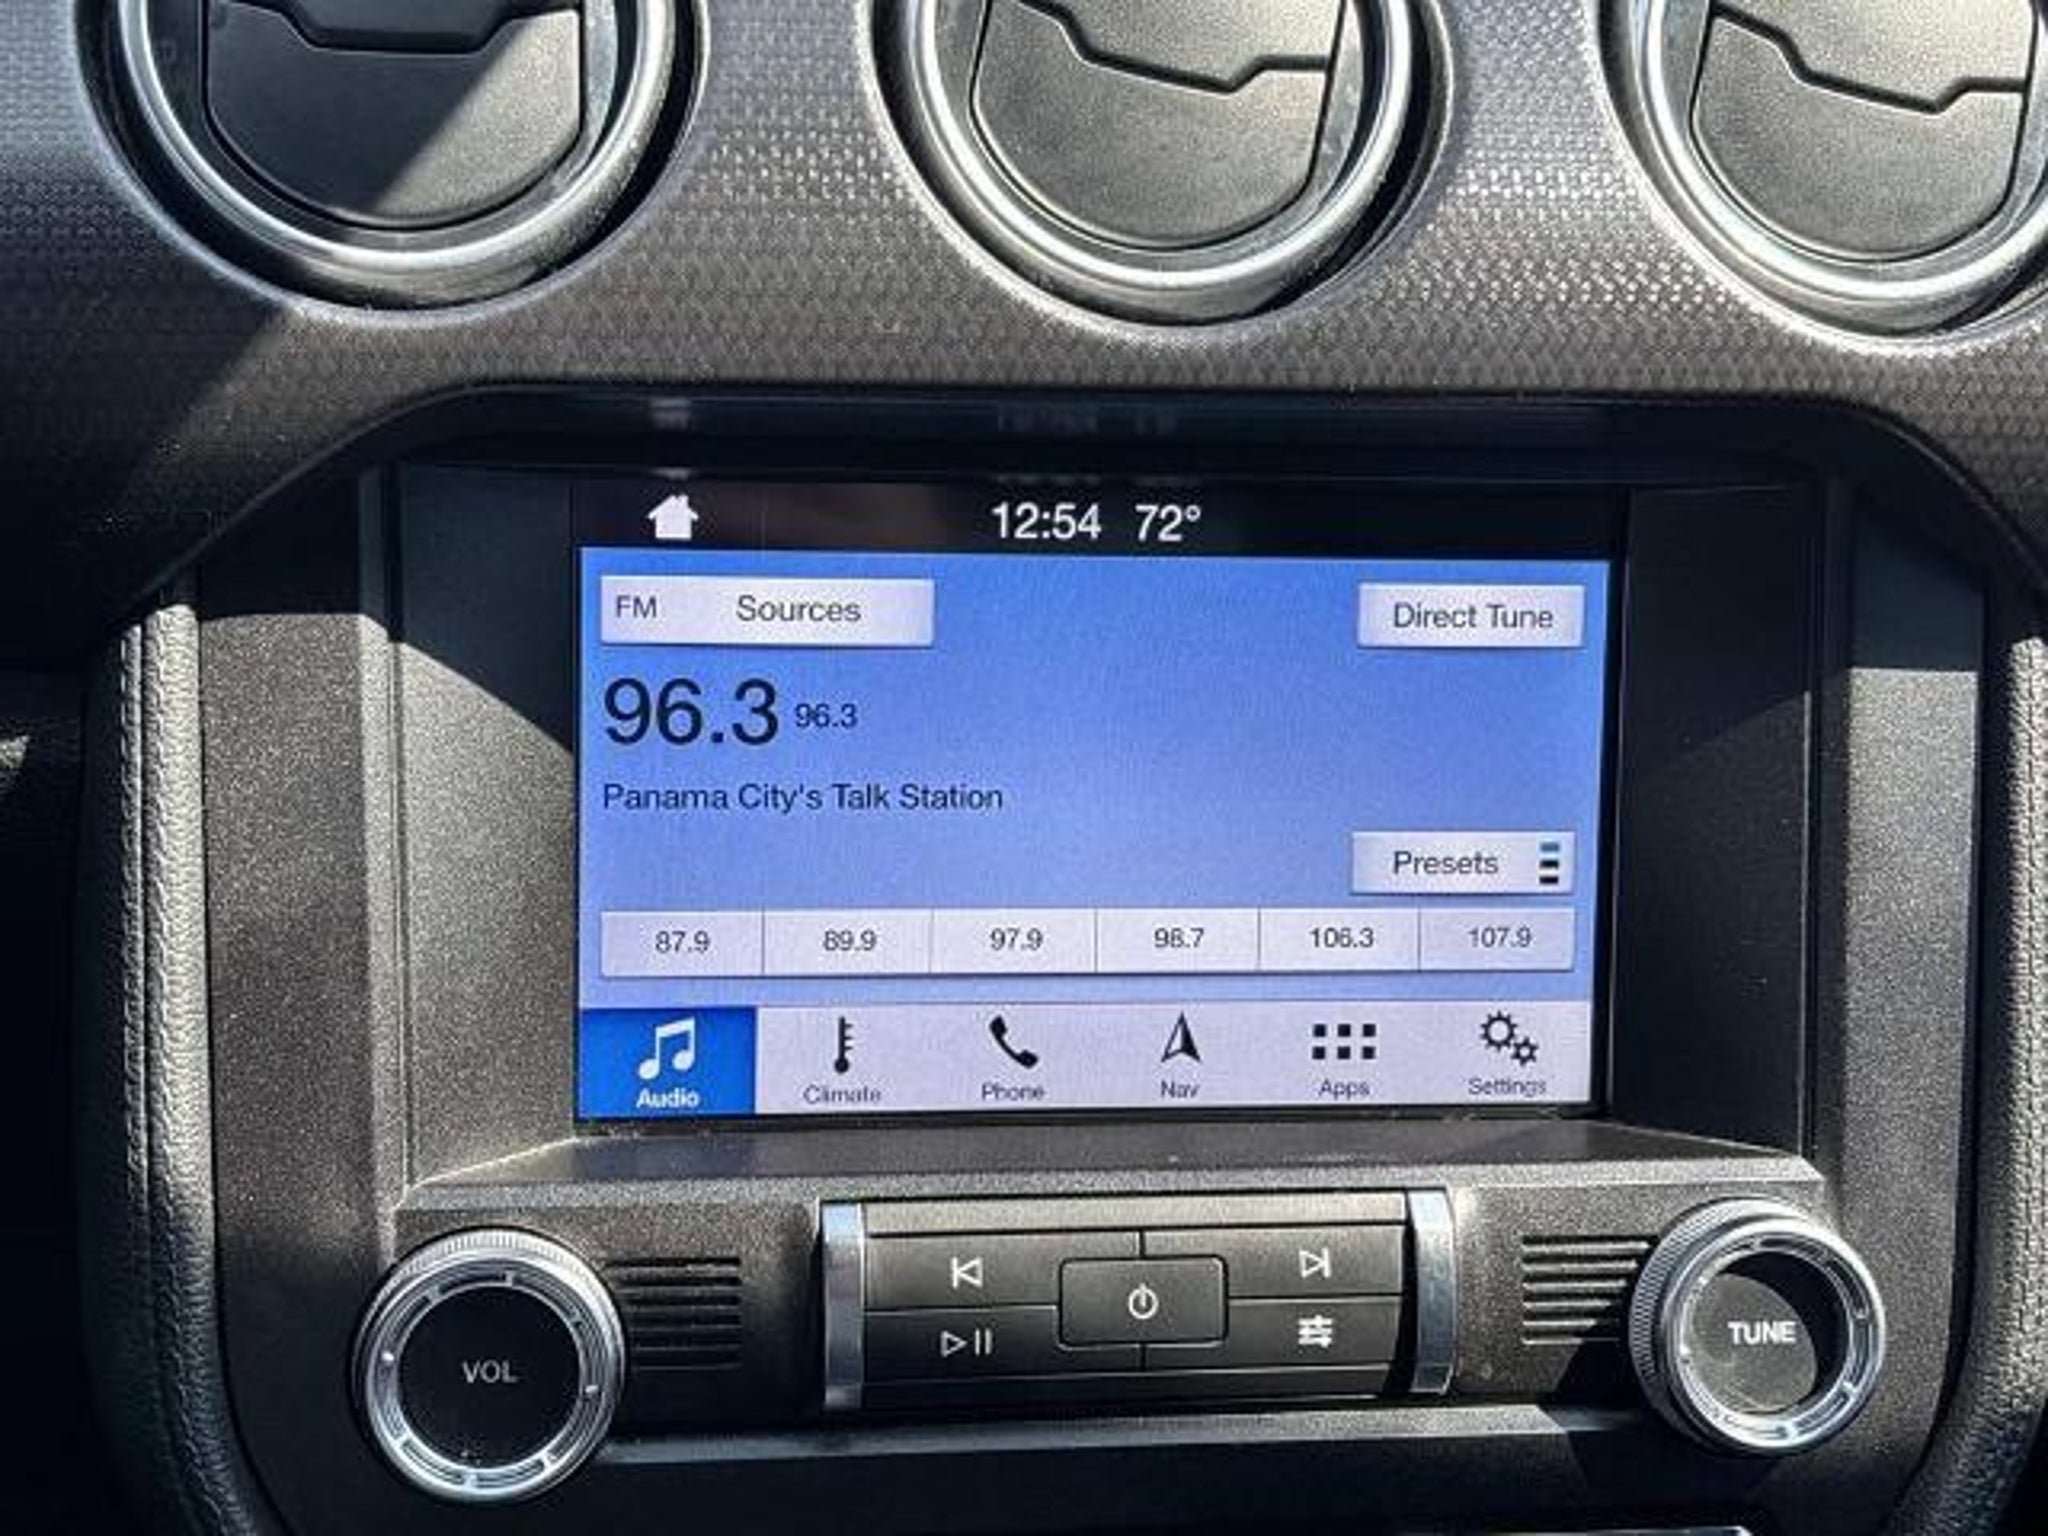 12:54 72°
FM Sources
Direct Tune
96.3 96.3
Panama City's Talk Station
Presets
87.9 89.9 97.9 98.7 106.3 107.9
Audio Climate Phone Nav Apps Settings
VOL
TUNE